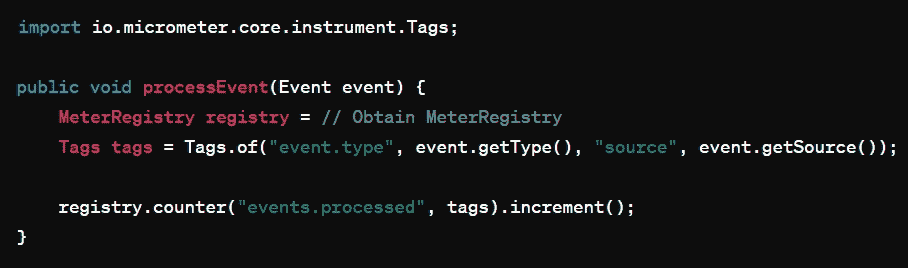 import io.micrometer.core.instrument.Tags;
public void processEvent(Event event) {
MeterRegistry registry = // Obtain MeterRegistry
Tags tags = Tags.of("event.type", event.getType(), "source", event.getSource());
registry.counter("events.processed", tags).increment();
}